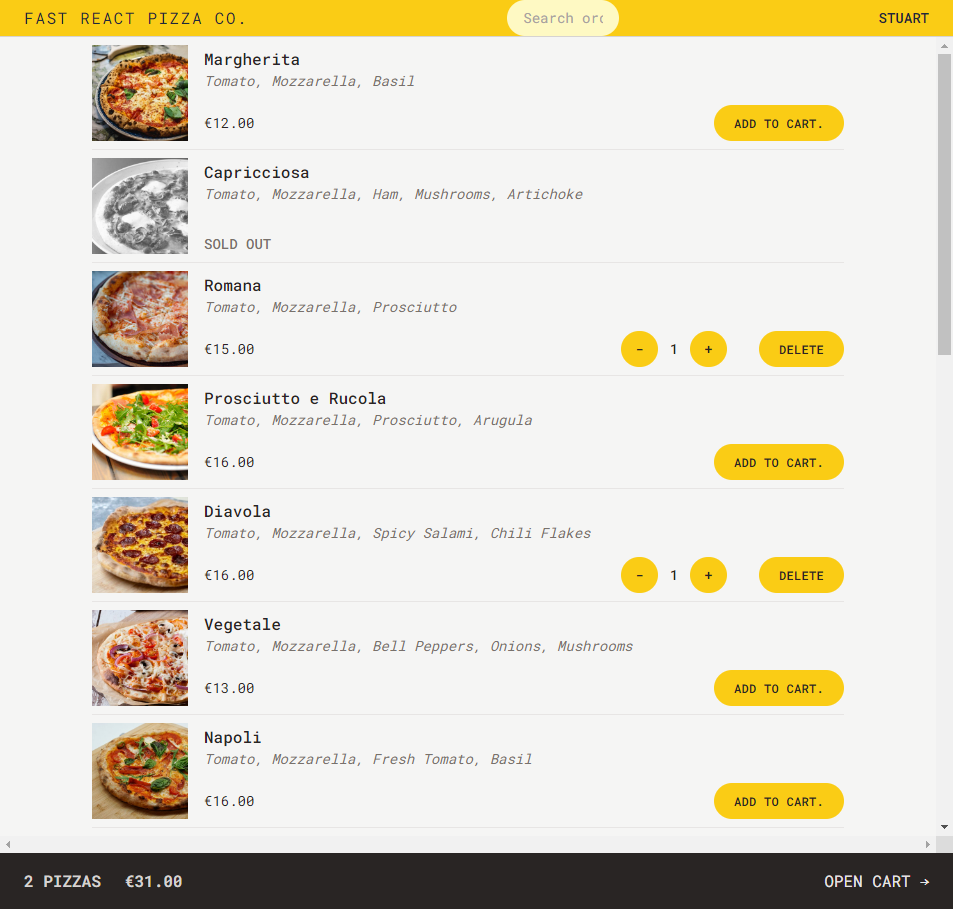 FAST REACT PIZZA CO.
Search orc
STUART
Margherita
Tomato, Mozzarella, Basil
€12.00
ADD TO CART.
Capricciosa
Tomato, Mozzarella, Ham, Mushrooms, Artichoke
SOLD OUT
Romana
Tomato, Mozzarella, Prosciutto
€15.00
- 1 + DELETE
Prosciutto e Rucola
Tomato, Mozzarella, Prosciutto, Arugula
€16.00
ADD TO CART.
Diavola
Tomato, Mozzarella, Spicy Salami, Chili Flakes
€16.00
- 1 + DELETE
Vegetale
Tomato, Mozzarella, Bell Peppers, Onions, Mushrooms
€13.00
ADD TO CART.
Napoli
Tomato, Mozzarella, Fresh Tomato, Basil
€16.00
ADD TO CART.
2 PIZZAS €31.00
OPEN CART →